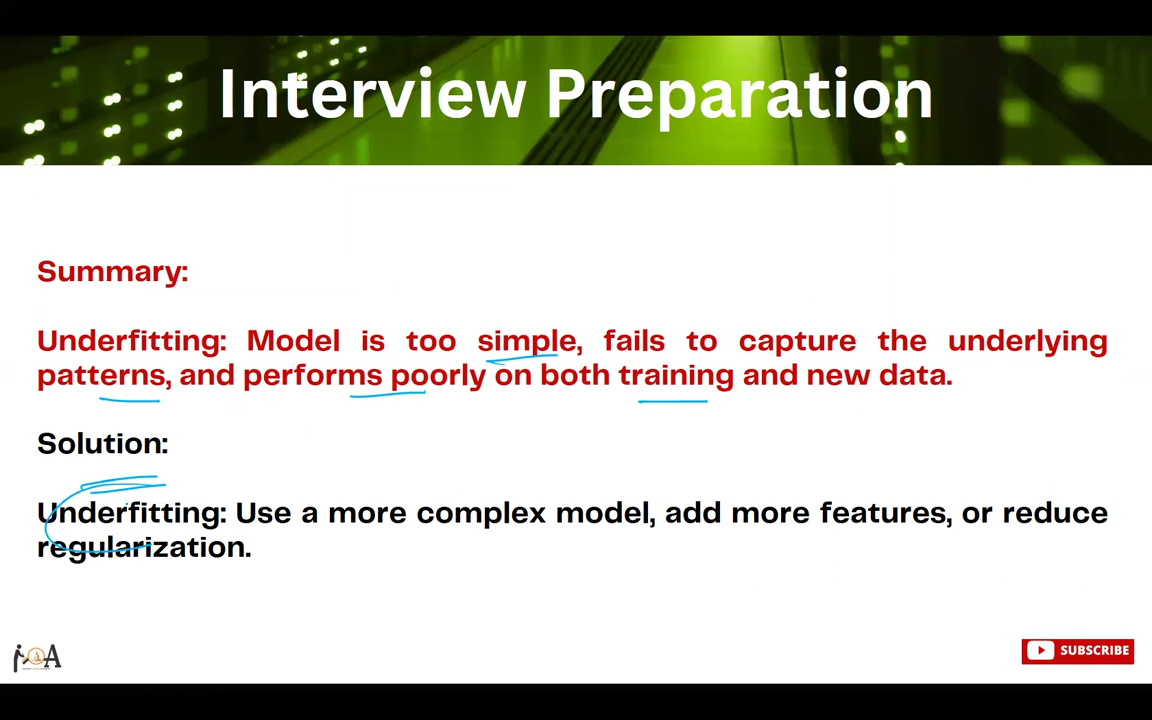 Interview Preparation
Summary:
Underfitting: Model is too simple, fails to capture the underlying
patterns, and performs poorly on both training and new data.
Solution:
Underfitting: Use a more complex model, add more features, or reduce
regularization.
A
SUBSCRIBE